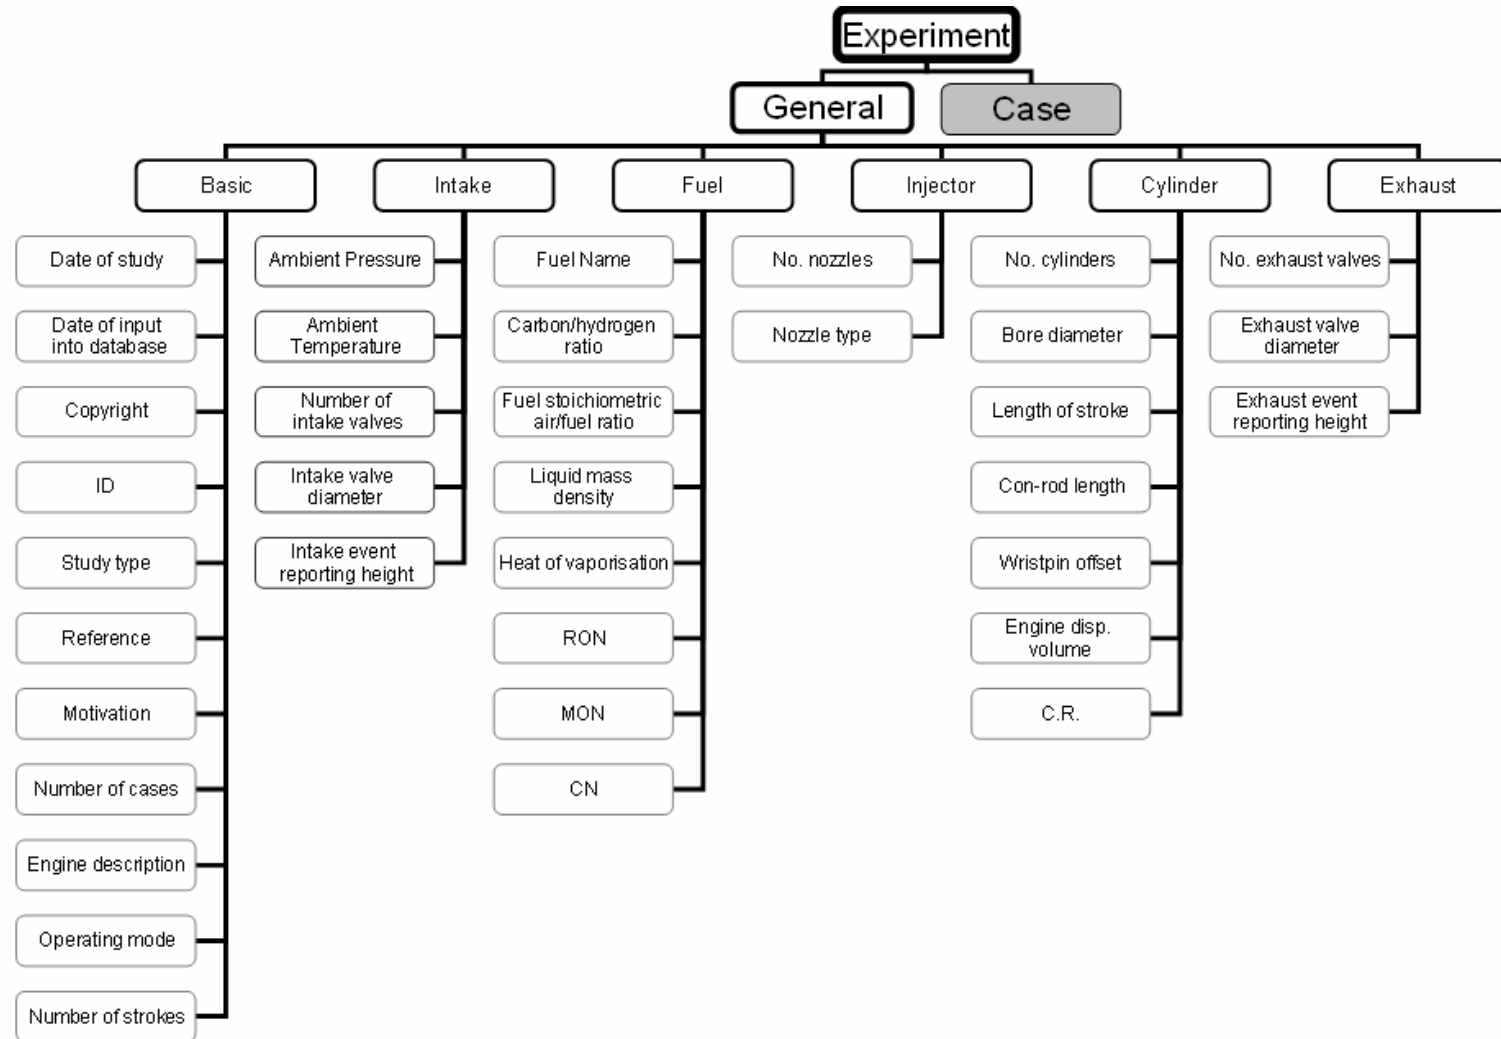 Experiment
General
Case
Basic
Intake
Fuel
Injector
Cylinder
Exhaust
Date of study
Date of input
into database
Copyright
ID
Study type
Reference
Motivation
Number of cases
Engine description
Operating mode
Number of strokes
Ambient Pressure
Ambient
Temperature
Number of
intake valves
Intake valve
diameter
Intake event
reporting height
Fuel Name
Carbon/hydrogen
ratio
Fuel stoichiometric
air/fuel ratio
Liquid mass
density
Heat of vaporisation
RON
MON
CN
No. nozzles
Nozzle type
No. cylinders
Bore diameter
Length of stroke
Con-rod length
Wristpin offset
Engine disp.
volume
C.R.
No. exhaust valves
Exhaust valve
diameter
Exhaust event
reporting height